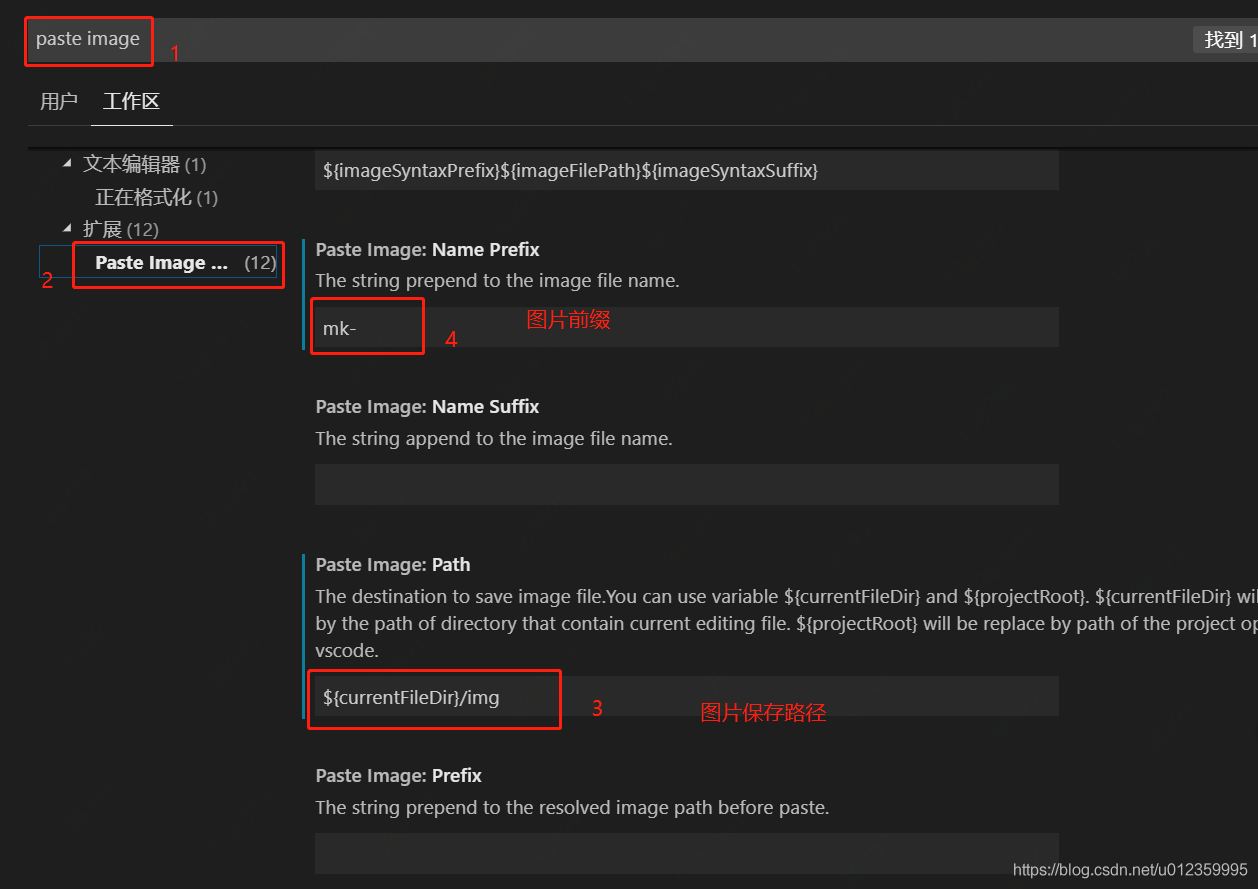 paste image
1
找到 1
用户 工作区
文本编辑器 (1)
正在格式化 (1)
扩展 (12)
Paste Image ... (12)
2
${imageSyntaxPrefix}${imageFilePath}${imageSyntaxSuffix}
Paste Image: Name Prefix
The string prepend to the image file name.
mk-
4
图片前缀
Paste Image: Name Suffix
The string append to the image file name.
Paste Image: Path
The destination to save image file.You can use variable ${currentFileDir} and ${projectRoot}. ${currentFileDir} wil
by the path of directory that contain current editing file. ${projectRoot} will be replace by path of the project op
vscode.
${currentFileDir}/img
3
图片保存路径
Paste Image: Prefix
The string prepend to the resolved image path before paste.
https://blog.csdn.net/u012359995